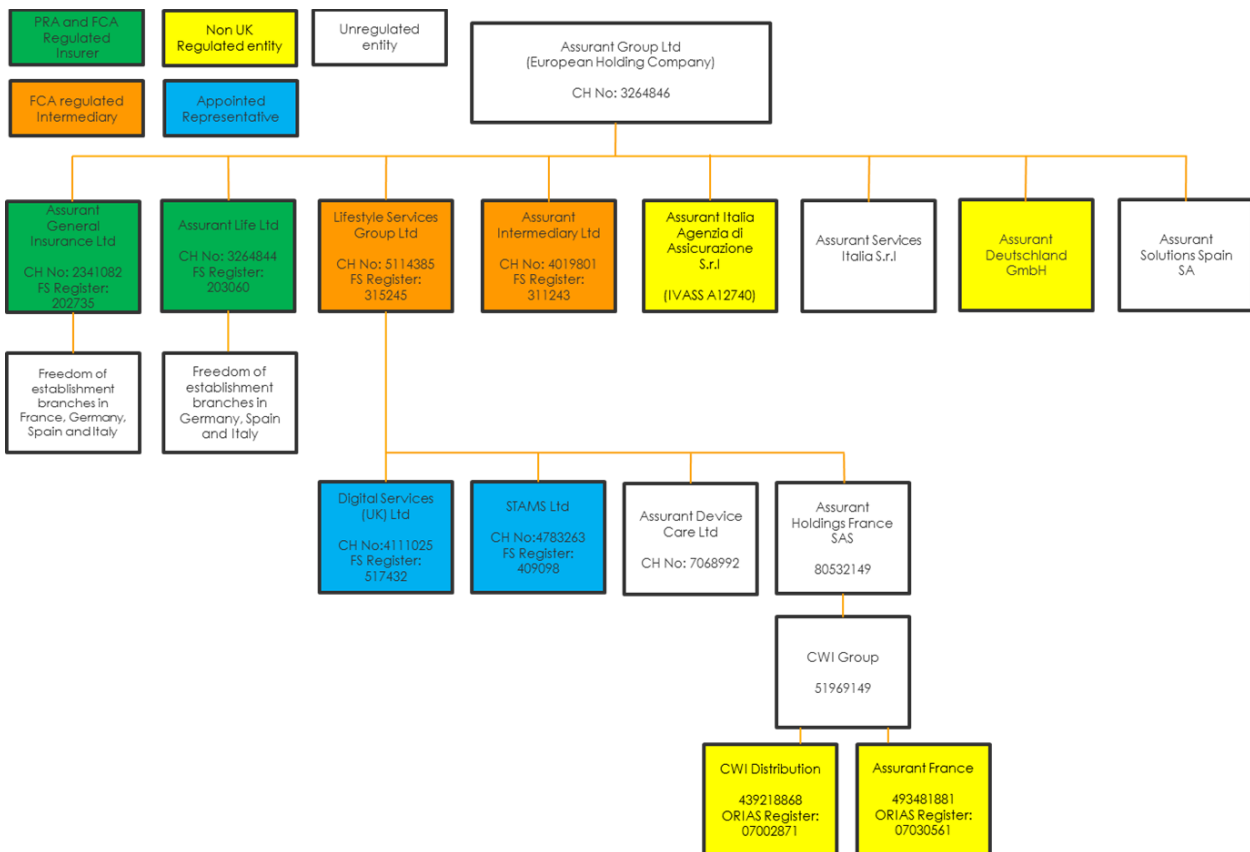 PRA and FCA
Regulated
Insurer
Non UK
Regulated entity
Unregulated
entity
FCA regulated
Intermediary
Appointed
Representative
Assurant Group Ltd
(European Holding Company)
CH No: 3264846
Assurant
General
Insurance Ltd
CH No: 2341082
FS Register:
202735
Assurant Life Ltd
CH No: 3264844
FS Register:
203060
Lifestyle Services
Group Ltd
CH No: 5114385
FS Register:
315245
Assurant
Intermediary Ltd
CH No: 4019801
FS Register:
311243
Assurant Italia
Agenzia di
Assicurazione
S.r.l
(IVASS A12740)
Assurant Services
Italia S.r.l
Assurant
Deutschland
GmbH
Assurant
Solutions Spain
SA
Freedom of
establishment
branches in
France, Germany,
Spain and Italy
Freedom of
establishment
branches in
Germany, Spain
and Italy
Digital Services
(UK) Ltd
CH No:4111025
FS Register:
517432
STAMS Ltd
CH No:4783263
FS Register:
409098
Assurant Device
Care Ltd
CH No: 7068992
Assurant
Holdings France
SAS
80532149
CWI Group
51969149
CWI Distribution
439218868
ORIAS Register:
07002871
Assurant France
493481881
ORIAS Register:
07030561